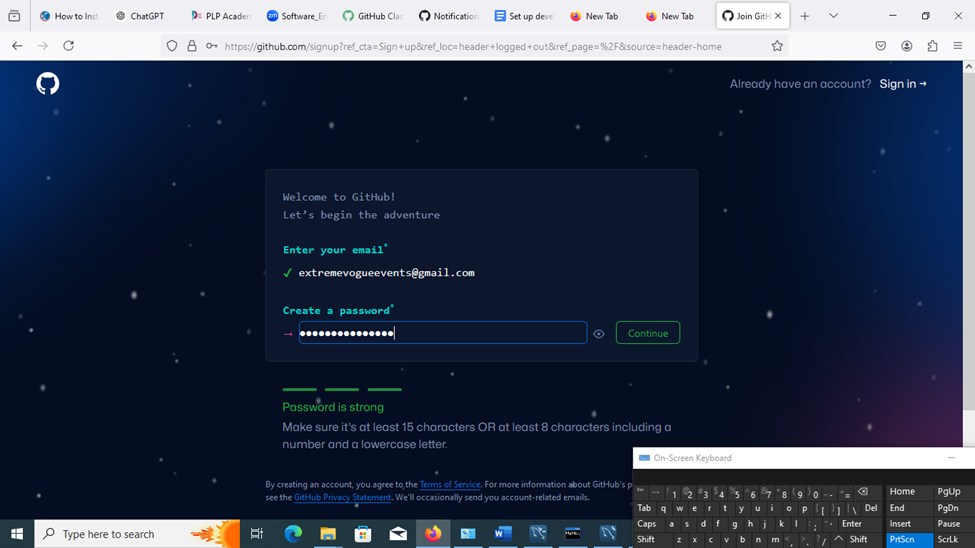 How to Inst
ChatGPT
PLP Academ
Software_En
GitHub Clas
Notification
Set up deve
New Tab
New Tab
Join GitH
https://github.com/signup?ref_cta=Sign+up&ref_loc=header+logged+out&ref_page=%2F&source=header-home
Already have an account? Sign in →
Welcome to GitHub!
Let's begin the adventure
Enter your email*
✓ extremevogueevents@gmail.com
Create a password*
→ ●●●●●●●●●●●●●●● Continue
Password is strong
Make sure it's at least 15 characters OR at least 8 characters including a
number and a lowercase letter.
By creating an account, you agree to the Terms of Service. For more information about GitHub's p
see the GitHub Privacy Statement. We'll occasionally send you account-related emails.
On-Screen Keyboard
Esc ! 1 @ 2 # 3 $ 4 % 5 ^ 6 & 7 * 8 ( 9 ) 0 _ - + = Home PgUp
Tab q w e r t y u i o p { [ } ] | \ Del End PgDn
Caps a s d f g h j k l : ; " ' Enter Insert Pause
Shift z x c v b n m < , > . ? / Shift PrtScn ScrLk
Type here to search